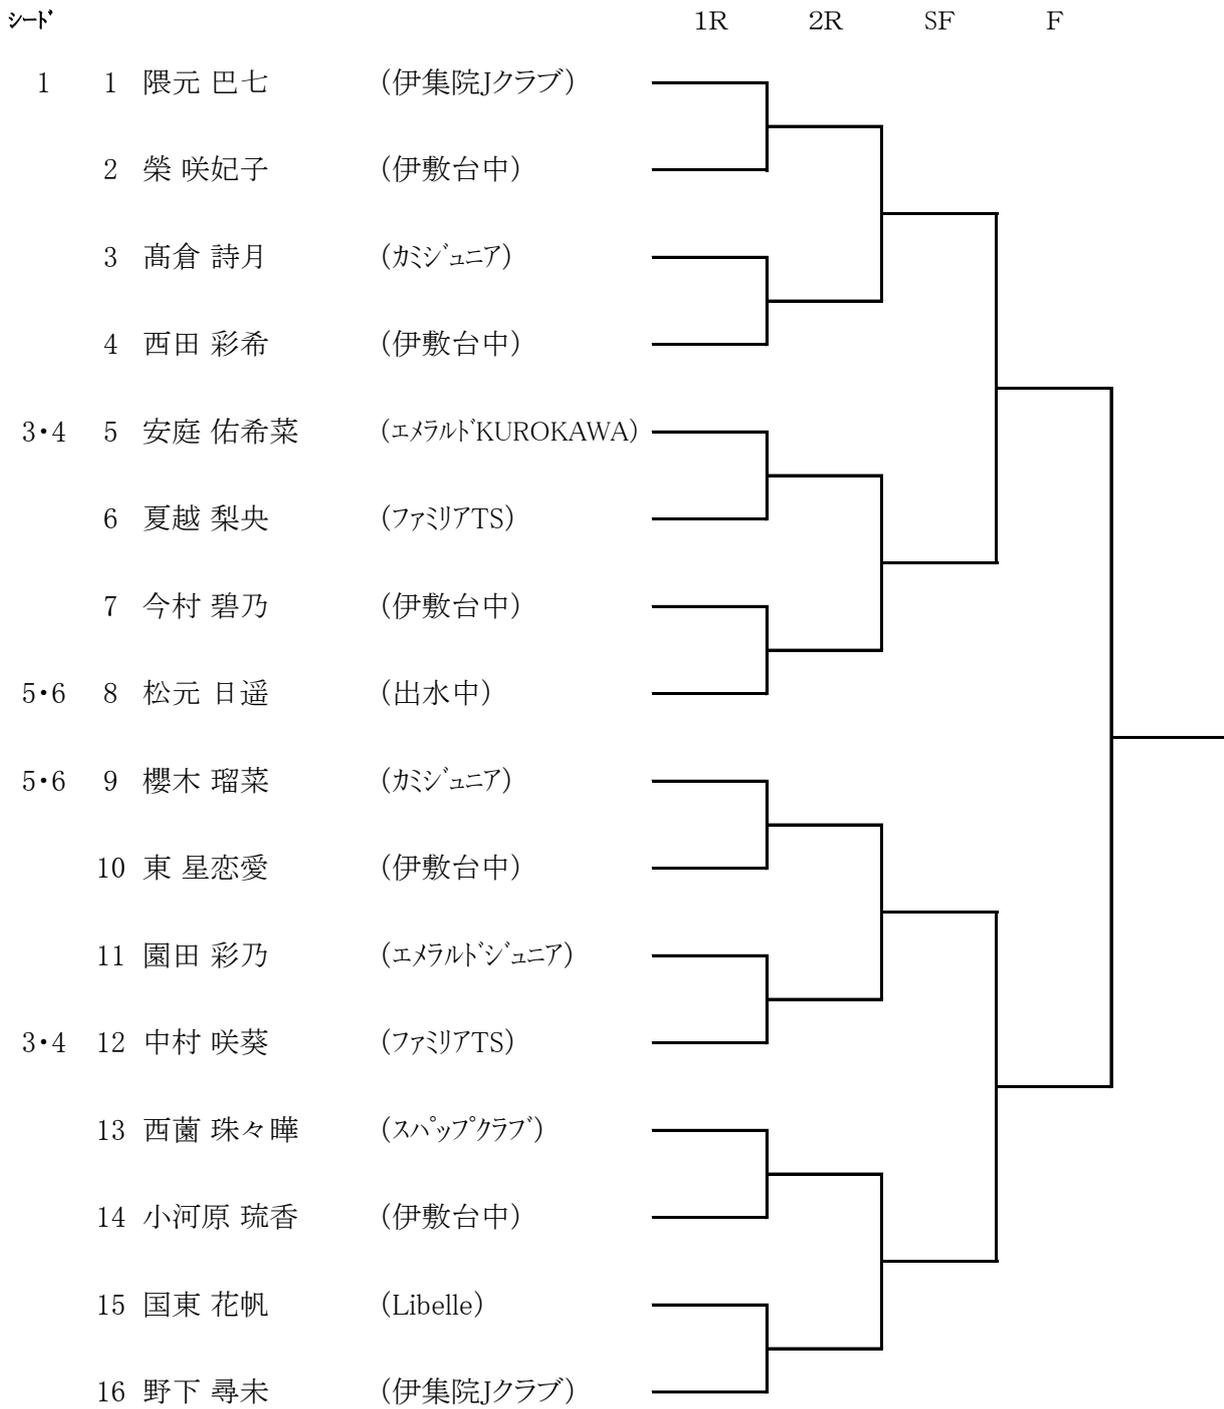 ｼｰﾄﾞ 1R 2R SF F
1 1 隈元 巴七 (伊集院Jクラブ)
2 榮 咲妃子 (伊敷台中)
3 髙倉 詩月 (ｶﾐｼﾞｭﾆｱ)
4 西田 彩希 (伊敷台中)
3・4 5 安庭 佑希菜 (ｴﾒﾗﾙﾄﾞKUROKAWA)
6 夏越 梨央 (ﾌｧﾐﾘｱTS)
7 今村 碧乃 (伊敷台中)
5・6 8 松元 日遥 (出水中)
5・6 9 櫻木 瑠菜 (ｶﾐｼﾞｭﾆｱ)
10 東 星恋愛 (伊敷台中)
11 園田 彩乃 (ｴﾒﾗﾙﾄﾞｼﾞｭﾆｱ)
3・4 12 中村 咲葵 (ﾌｧﾐﾘｱTS)
13 西薗 珠々曄 (ｽﾊﾟｯﾌﾟｸﾗﾌﾞ)
14 小河原 琉香 (伊敷台中)
15 国東 花帆 (Libelle)
16 野下 尋未 (伊集院Jクラブ)